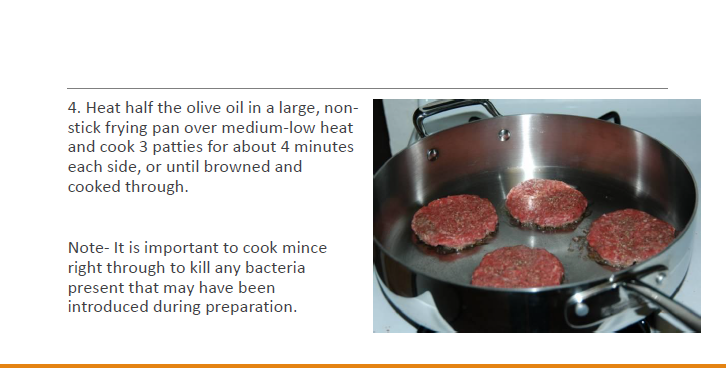 4. Heat half the olive oil in a large, non-
stick frying pan over medium-low heat
and cook 3 patties for about 4 minutes
each side, or until browned and
cooked through.
Note- It is important to cook mince
right through to kill any bacteria
present that may have been
introduced during preparation.